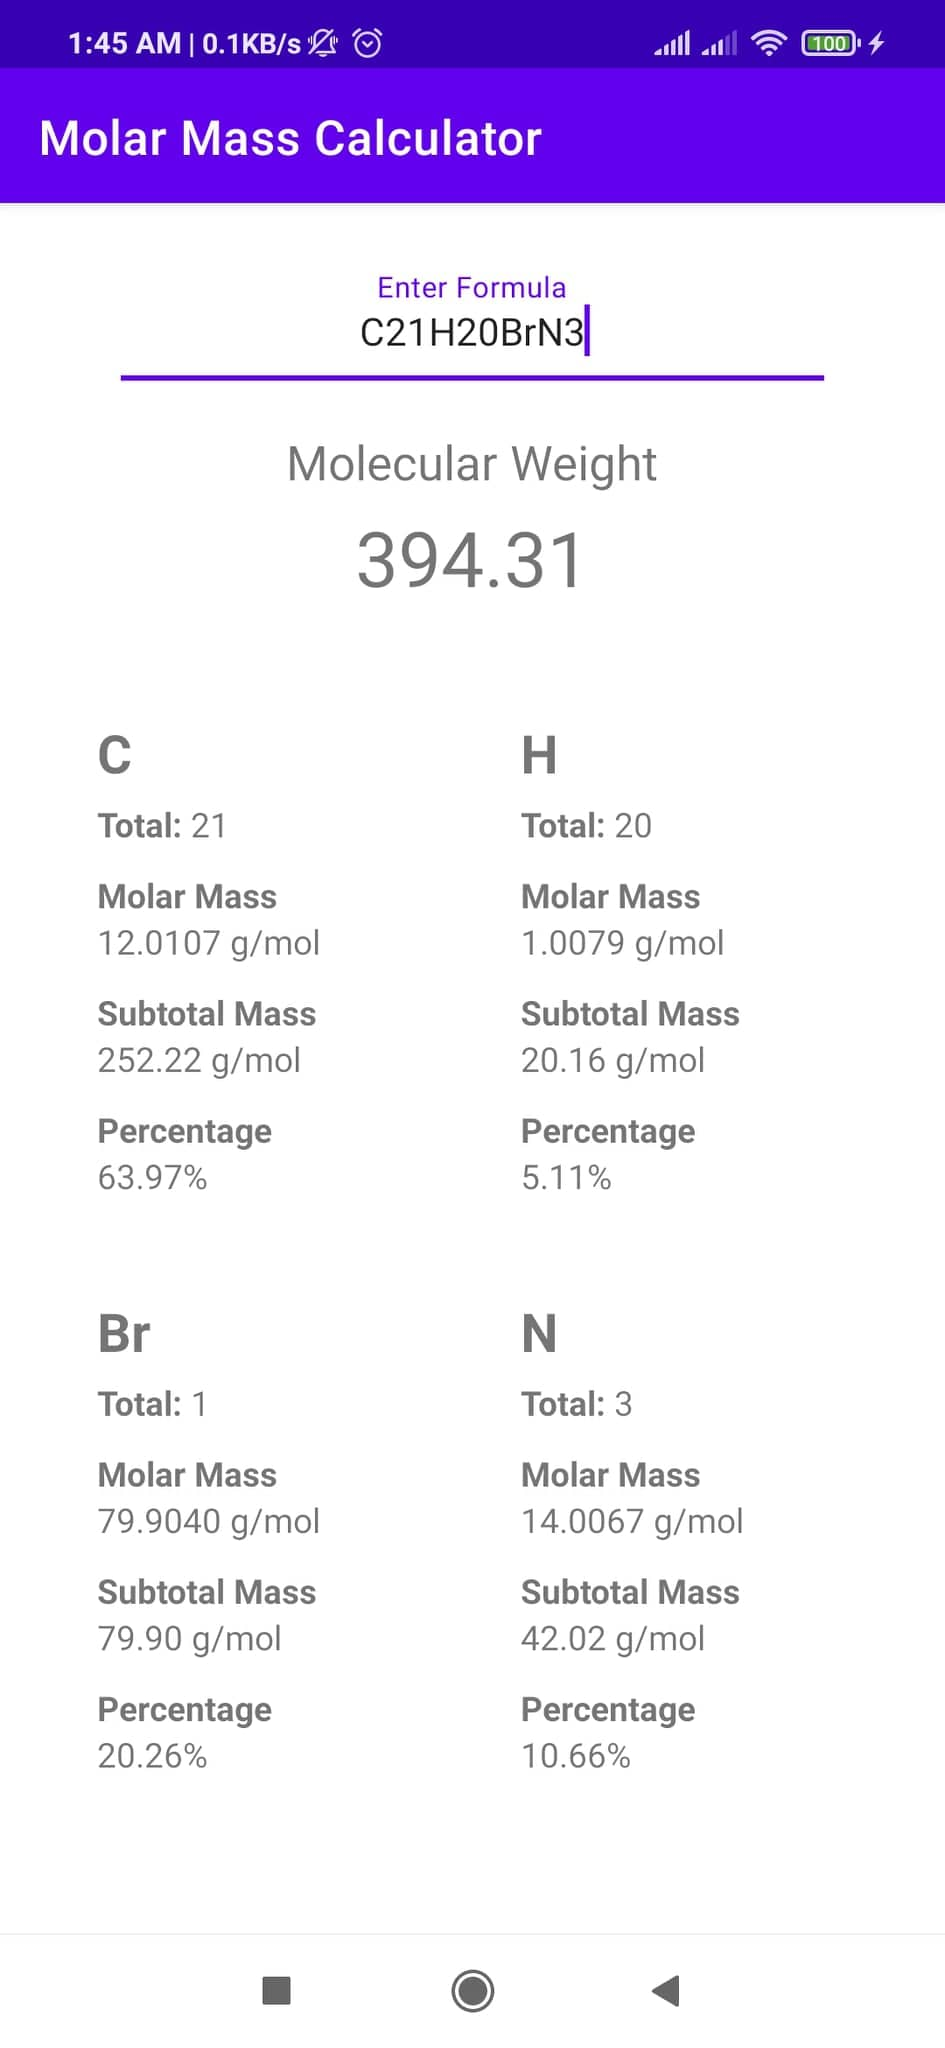 1:45 AM | 0.1KB/s
100
Molar Mass Calculator
Enter Formula
C21H20BrN3
Molecular Weight
394.31
C
Total: 21
Molar Mass
12.0107 g/mol
Subtotal Mass
252.22 g/mol
Percentage
63.97%
H
Total: 20
Molar Mass
1.0079 g/mol
Subtotal Mass
20.16 g/mol
Percentage
5.11%
Br
Total: 1
Molar Mass
79.9040 g/mol
Subtotal Mass
79.90 g/mol
Percentage
20.26%
N
Total: 3
Molar Mass
14.0067 g/mol
Subtotal Mass
42.02 g/mol
Percentage
10.66%